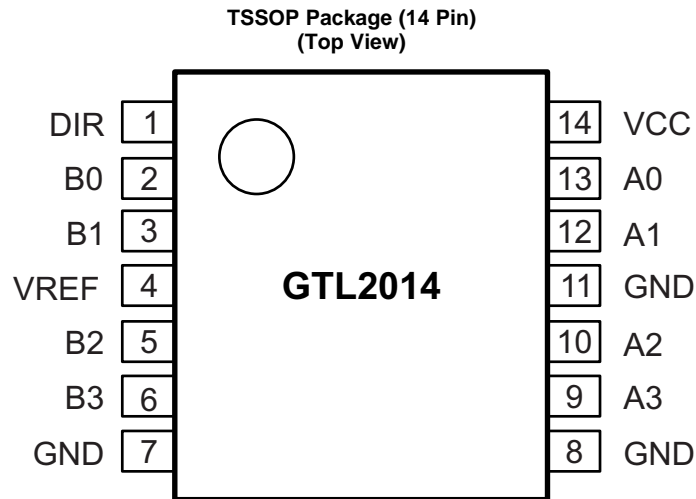 TSSOP Package (14 Pin)
(Top View)
DIR 1 14 VCC
B0 2 13 A0
B1 3 12 A1
VREF 4 GTL2014 11 GND
B2 5 10 A2
B3 6 9 A3
GND 7 8 GND